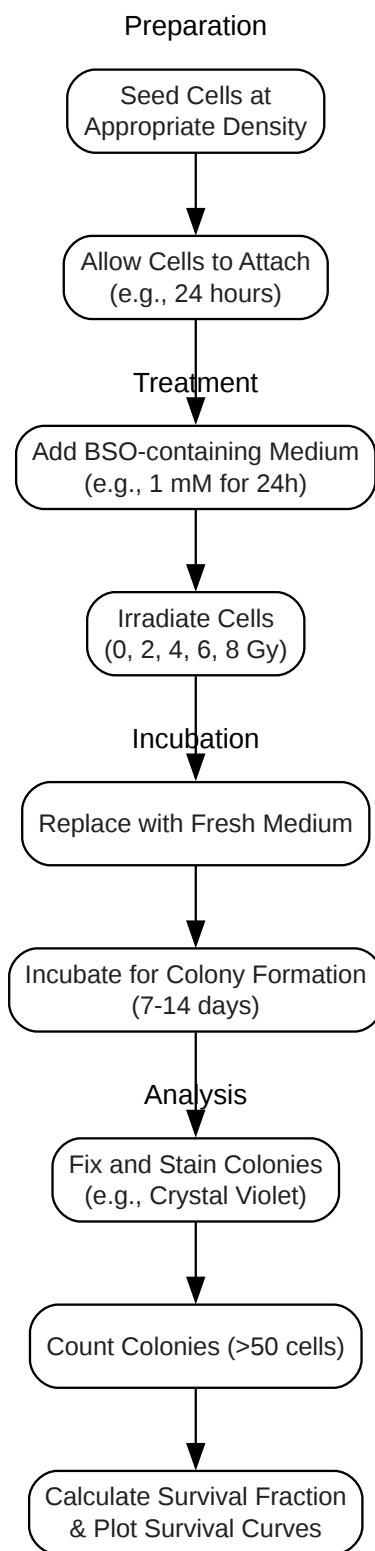 Preparation
Seed Cells at
Appropriate Density
Allow Cells to Attach
(e.g., 24 hours)
Treatment
Add BSO-containing Medium
(e.g., 1 mM for 24h)
Irradiate Cells
(0, 2, 4, 6, 8 Gy)
Incubation
Replace with Fresh Medium
Incubate for Colony Formation
(7-14 days)
Analysis
Fix and Stain Colonies
(e.g., Crystal Violet)
Count Colonies (>50 cells)
Calculate Survival Fraction
& Plot Survival Curves